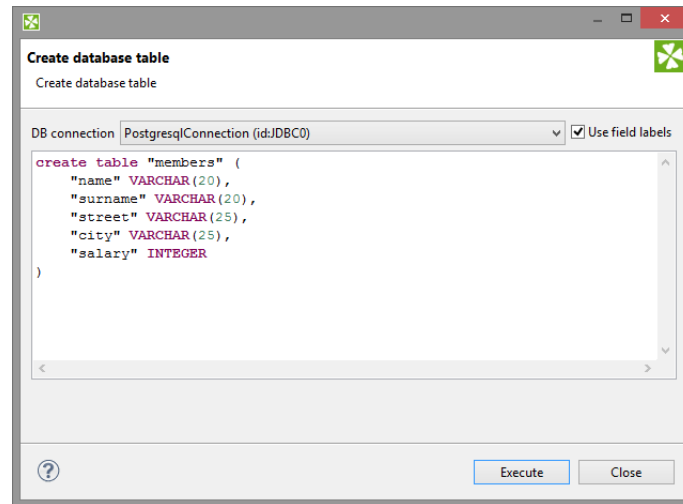 Create database table
Create database table
DB connection PostgresqlConnection (id:JDBC0) Use field labels
create table "members" (
    "name" VARCHAR(20),
    "surname" VARCHAR(20),
    "street" VARCHAR(25),
    "city" VARCHAR(25),
    "salary" INTEGER
)
Execute Close